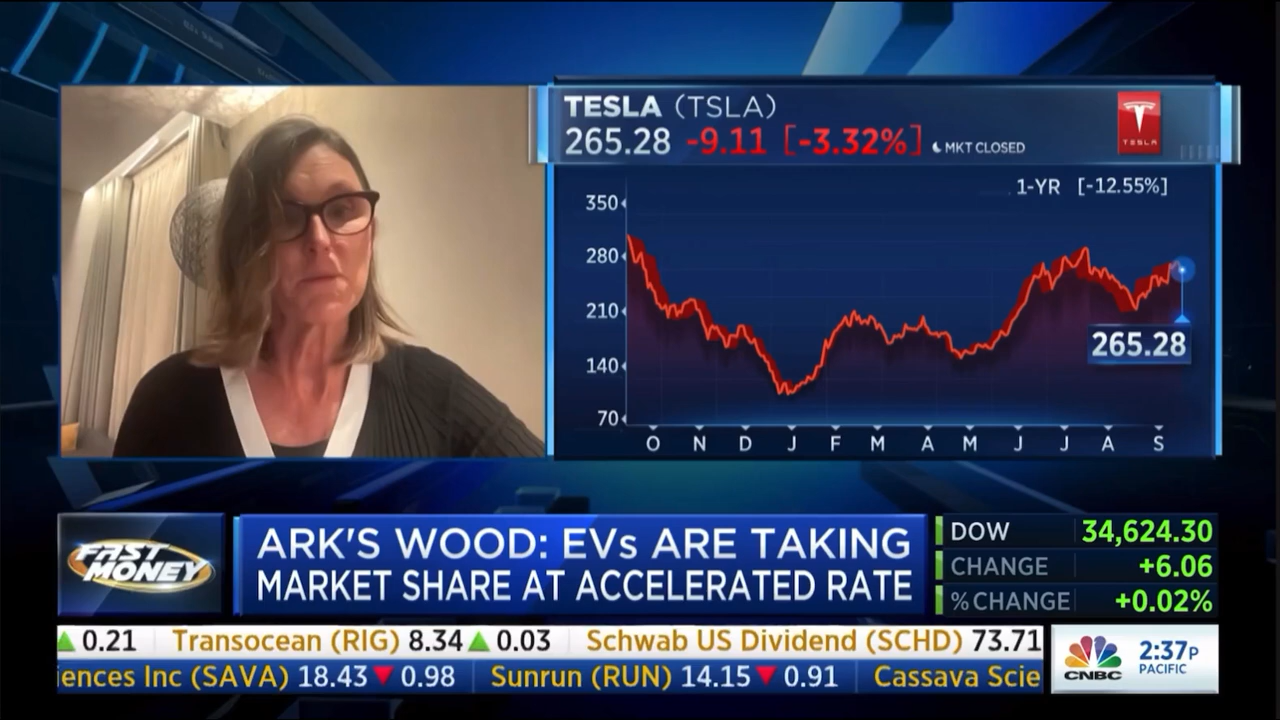 TESLA (TSLA)
265.28 -9.11 [-3.32%] MKT CLOSED
TESLA
1-YR [-12.55%]
350
280
210
140
70
265.28
O N D J F M A M J J A S
FAST
MONEY
ARK'S WOOD: EVs ARE TAKING
MARKET SHARE AT ACCELERATED RATE
DOW 34,624.30
CHANGE +6.06
% CHANGE +0.02%
0.21 Transocean (RIG) 8.34 0.03 Schwab US Dividend (SCHD) 73.71
iences Inc (SAVA) 18.43 0.98 Sunrun (RUN) 14.15 0.91 Cassava Scie
CNBC
2:37P
PACIFIC